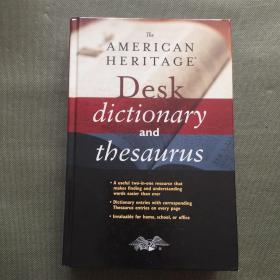 The
AMERICAN
HERITAGE®
Desk
dictionary
and
thesaurus
• A useful two-in-one resource that
makes finding and understanding
words easier than ever
• Dictionary entries with corresponding
Thesaurus entries on every page
• Invaluable for home, school, or office